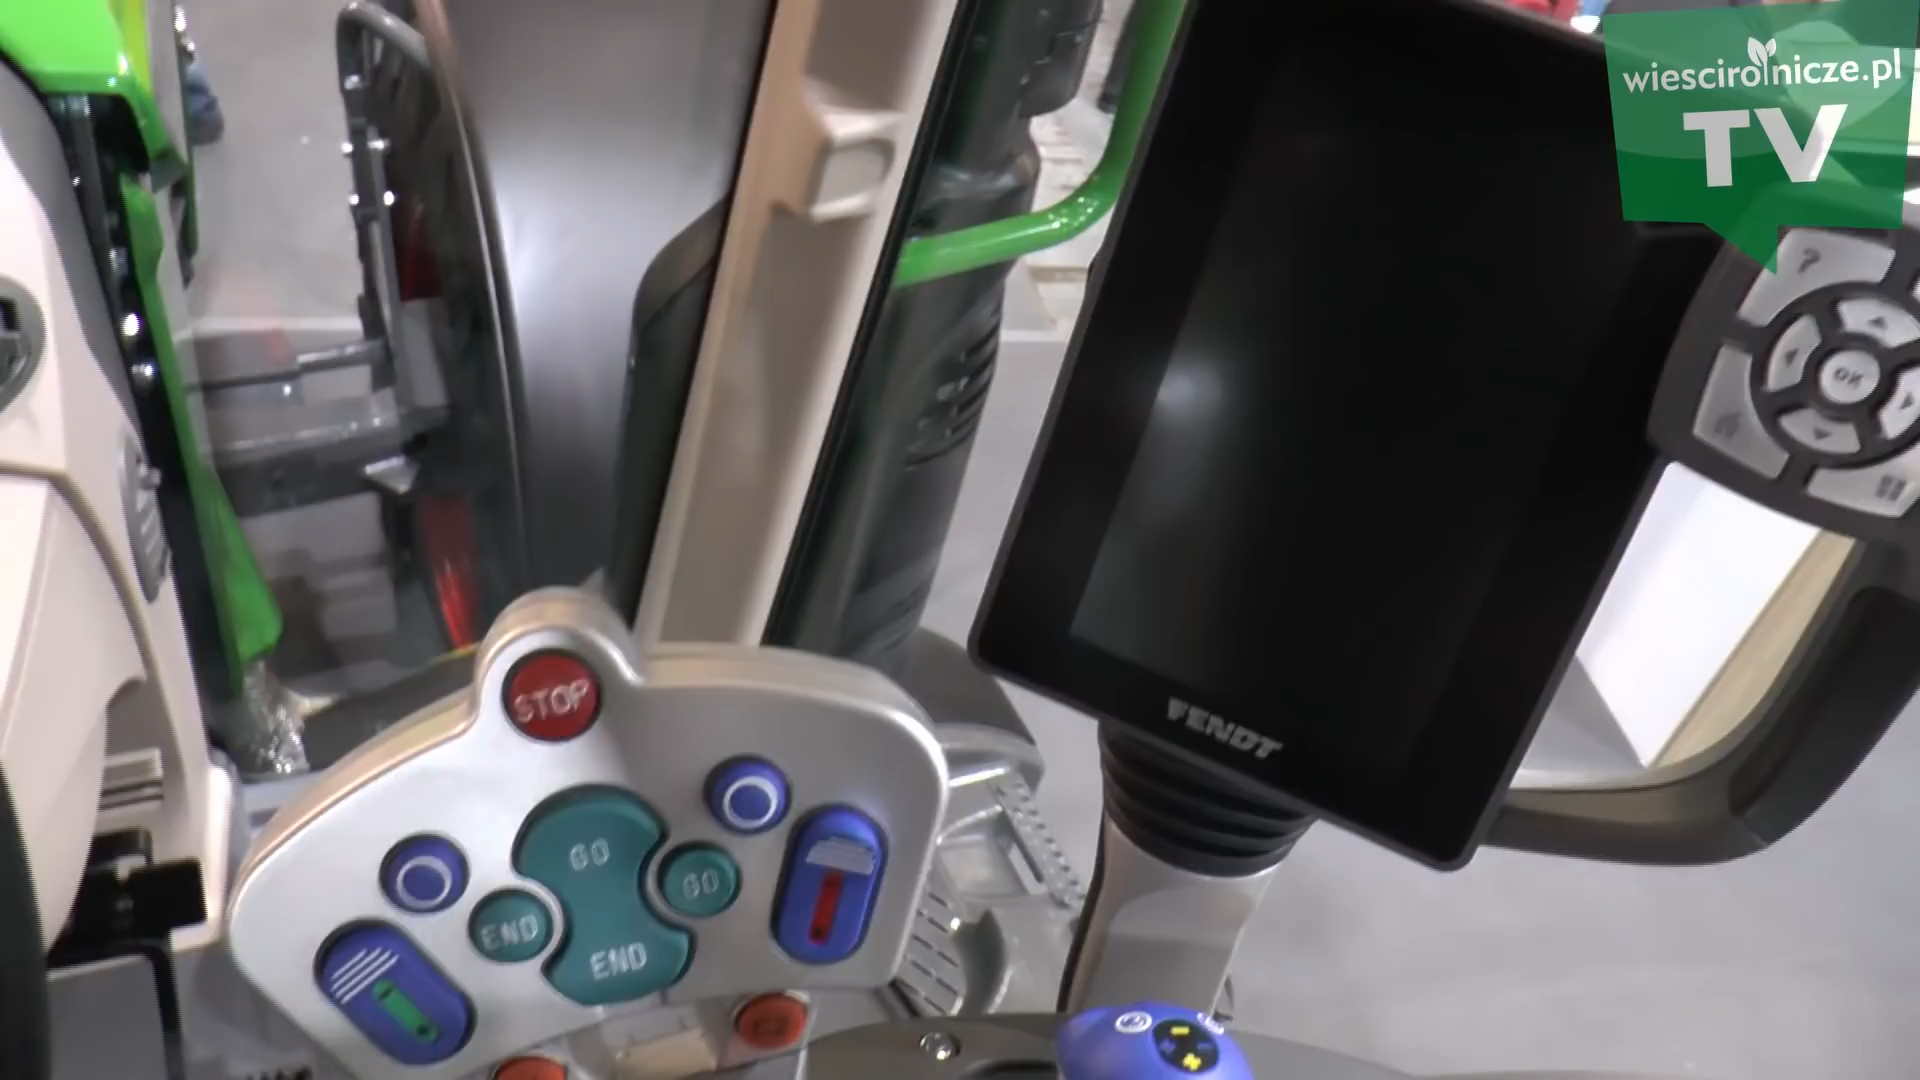 wiescirolnicze.pl
TV
?
OK
STOP
FENDT
GO
GO
END
END